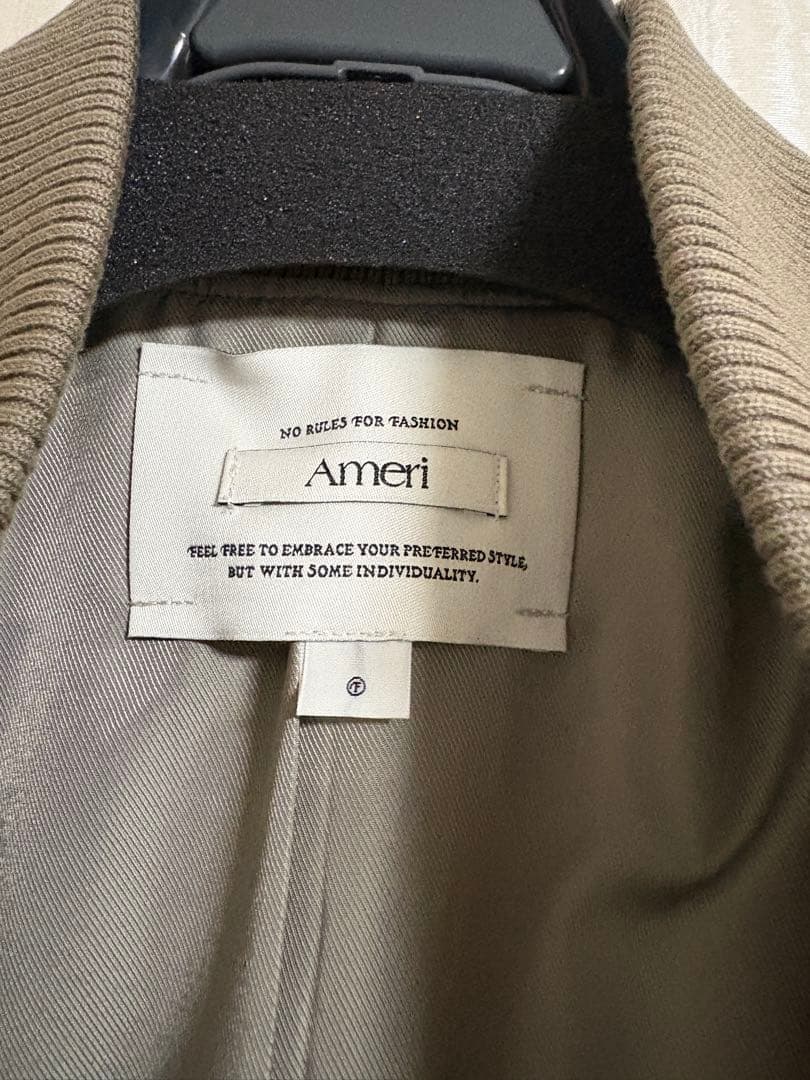 NO RULES FOR FASHION
Ameri
FEEL FREE TO EMBRACE YOUR PREFERRED STYLE,
BUT WITH SOME INDIVIDUALITY.
F